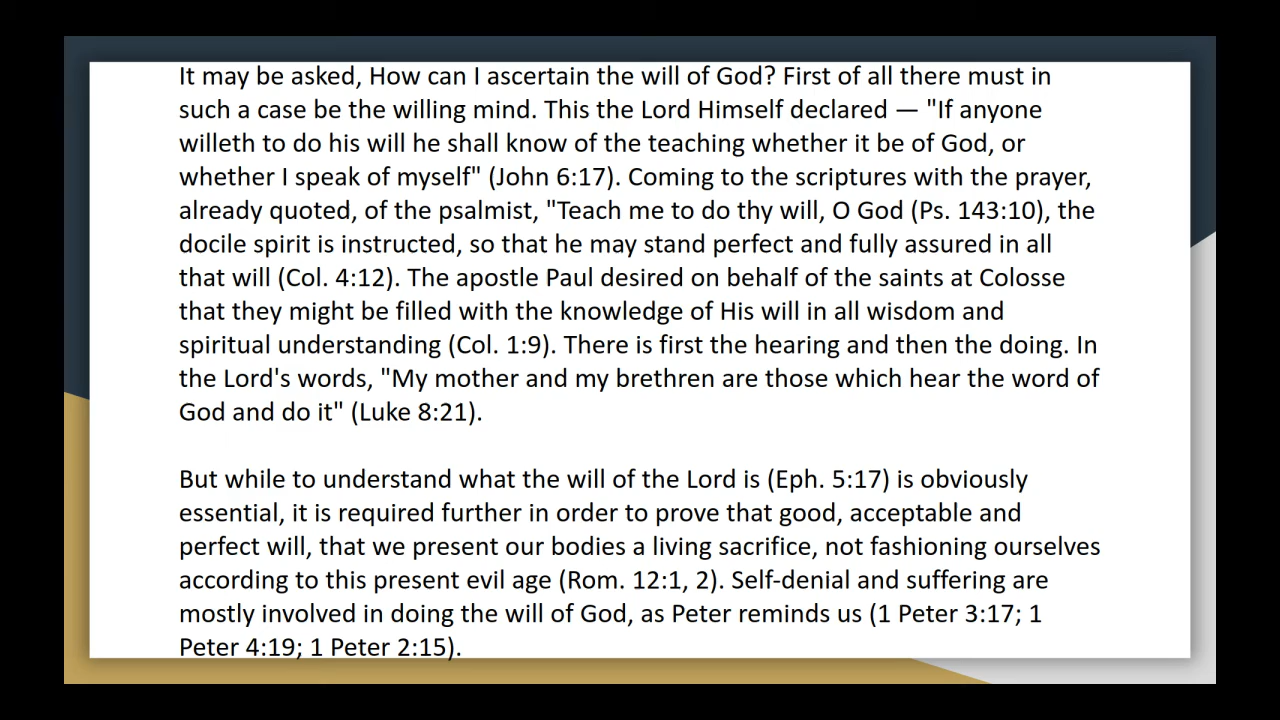 It may be asked, How can I ascertain the will of God? First of all there must in
such a case be the willing mind. This the Lord Himself declared — "If anyone
willeth to do his will he shall know of the teaching whether it be of God, or
whether I speak of myself" (John 6:17). Coming to the scriptures with the prayer,
already quoted, of the psalmist, "Teach me to do thy will, O God (Ps. 143:10), the
docile spirit is instructed, so that he may stand perfect and fully assured in all
that will (Col. 4:12). The apostle Paul desired on behalf of the saints at Colosse
that they might be filled with the knowledge of His will in all wisdom and
spiritual understanding (Col. 1:9). There is first the hearing and then the doing. In
the Lord's words, "My mother and my brethren are those which hear the word of
God and do it" (Luke 8:21).
But while to understand what the will of the Lord is (Eph. 5:17) is obviously
essential, it is required further in order to prove that good, acceptable and
perfect will, that we present our bodies a living sacrifice, not fashioning ourselves
according to this present evil age (Rom. 12:1, 2). Self-denial and suffering are
mostly involved in doing the will of God, as Peter reminds us (1 Peter 3:17; 1
Peter 4:19; 1 Peter 2:15).